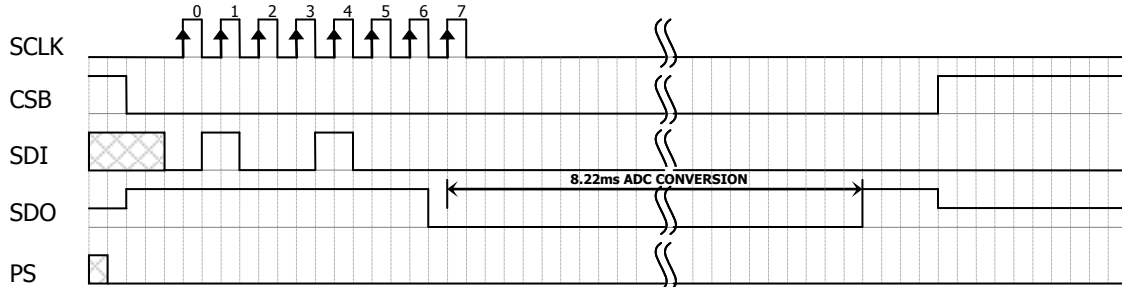 0 1 2 3 4 5 6 7
SCLK
CSB
SDI
8.22ms ADC CONVERSION
SDO
PS